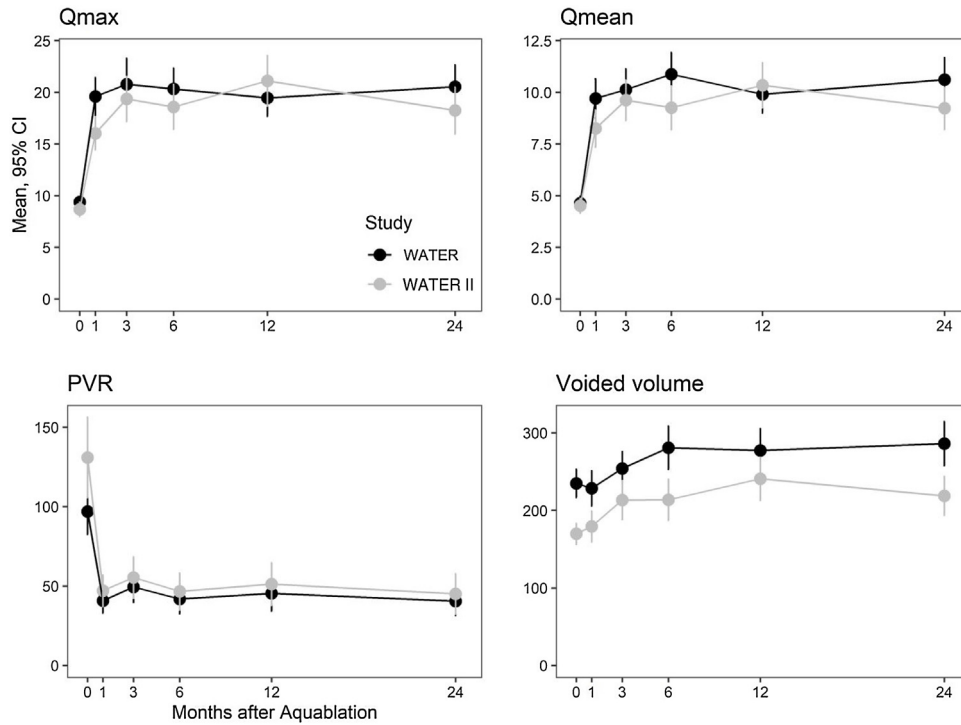 Qmax
25
20
15
10
5
0
Mean, 95% CI
Study
WATER
WATER II
0 1 3 6 12 24
Qmean
12.5
10.0
7.5
5.0
2.5
0.0
0 1 3 6 12 24
PVR
150
100
50
0
0 1 3 6 12 24
Months after Aquablation
Voided volume
300
200
100
0
0 1 3 6 12 24